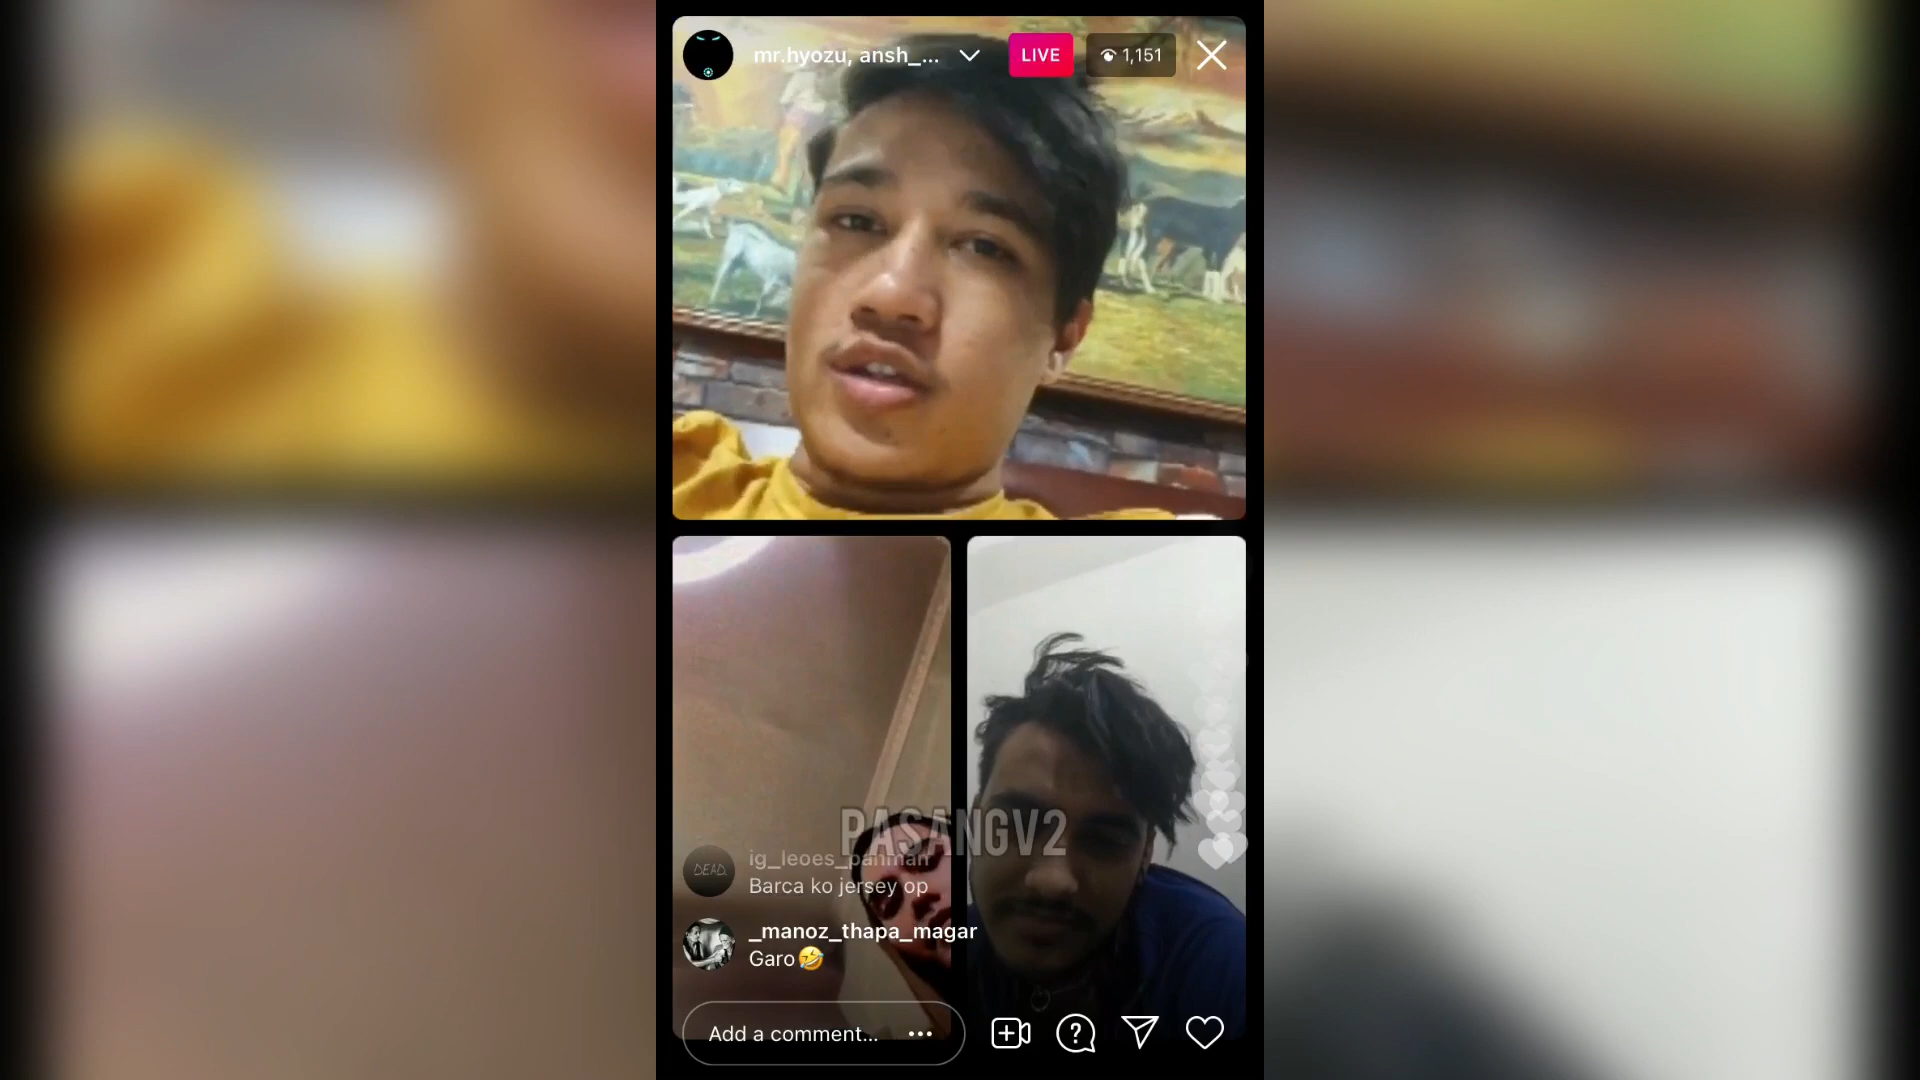 mr.hyozu, ansh_...
LIVE
1,151
PASANGV2
DEAD.
Barca ko jersey op
_manoz_thapa_magar
Garo🤣
Add a comment...